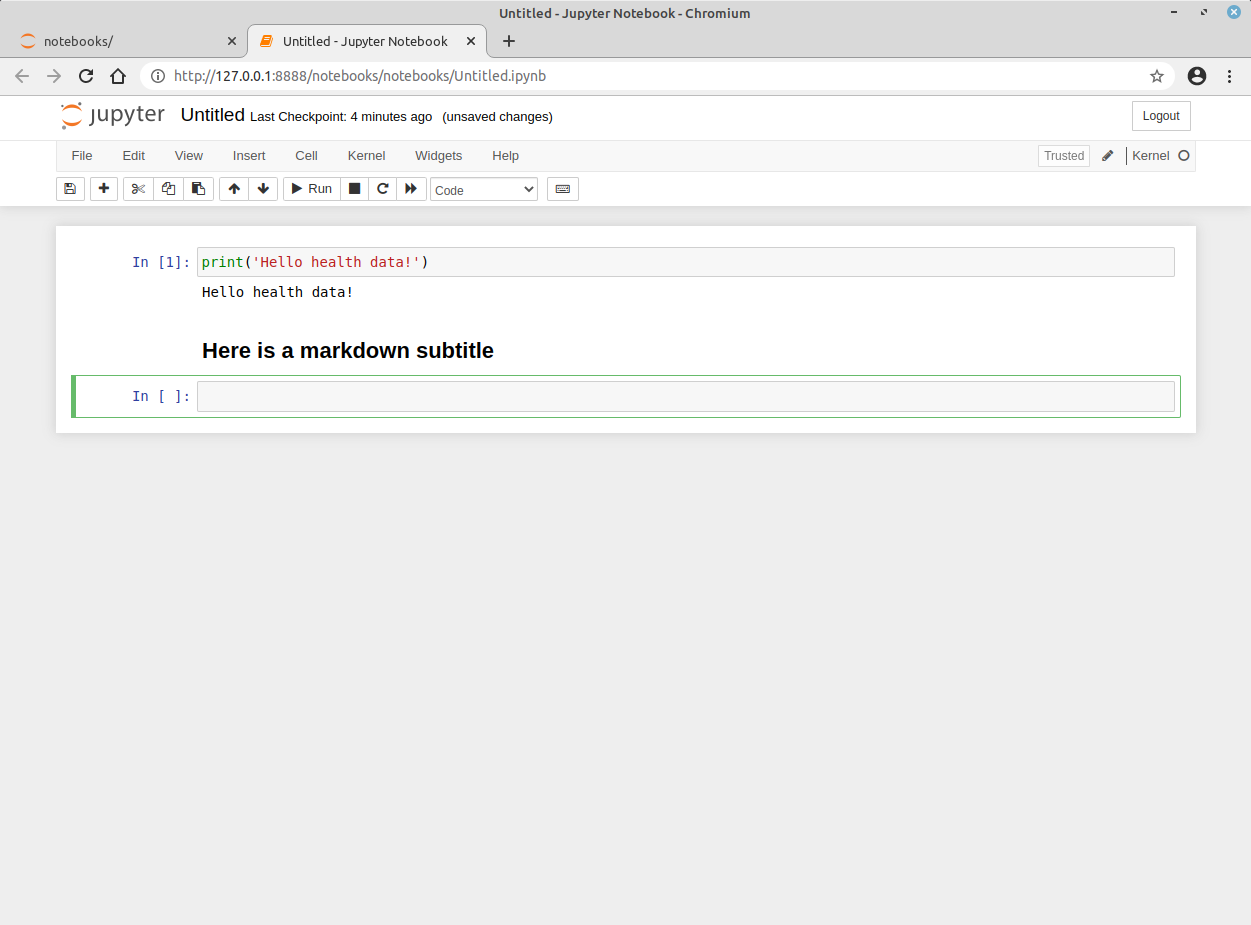 Untitled - Jupyter Notebook - Chromium
notebooks/ Untitled - Jupyter Notebook
http://127.0.0.1:8888/notebooks/notebooks/Untitled.ipynb
jupyter Untitled Last Checkpoint: 4 minutes ago (unsaved changes) Logout
File Edit View Insert Cell Kernel Widgets Help Trusted Kernel
Run Code
In [1]: print('Hello health data!')
Hello health data!
Here is a markdown subtitle
In [ ]: